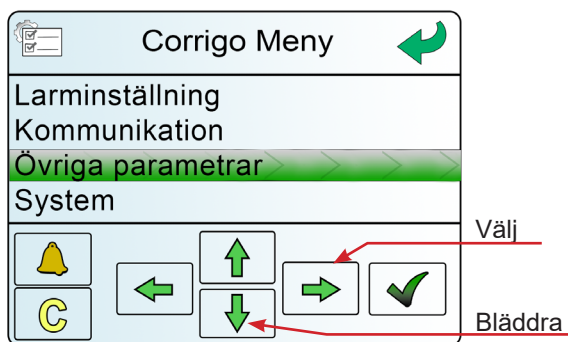 Corrigo Meny
Larminställning
Kommunikation
Övriga parametrar
System
Välj
C
Bläddra